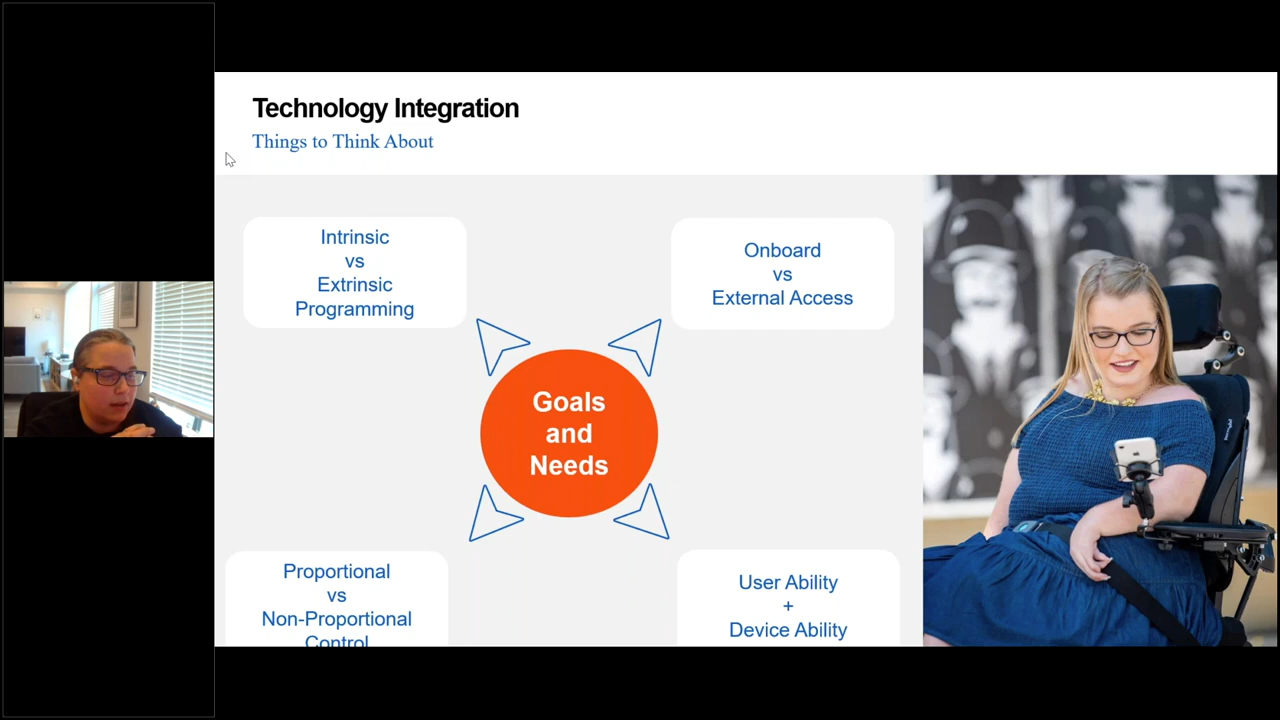 Technology Integration
Things to Think About
Intrinsic
vs
Extrinsic
Programming
Onboard
vs
External Access
Goals
and
Needs
Proportional
vs
Non-Proportional
Control
User Ability
+
Device Ability